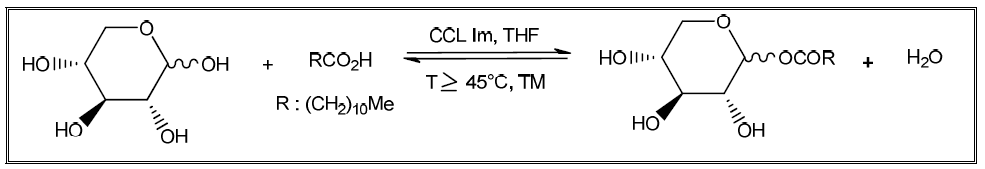 O
HO OH
HO OH
+
RCO₂H
R : (CH₂)₁₀Me
CCL Im, THF
T ≥ 45°C, TM
O
HO OCOR
HO OH
+
H₂O